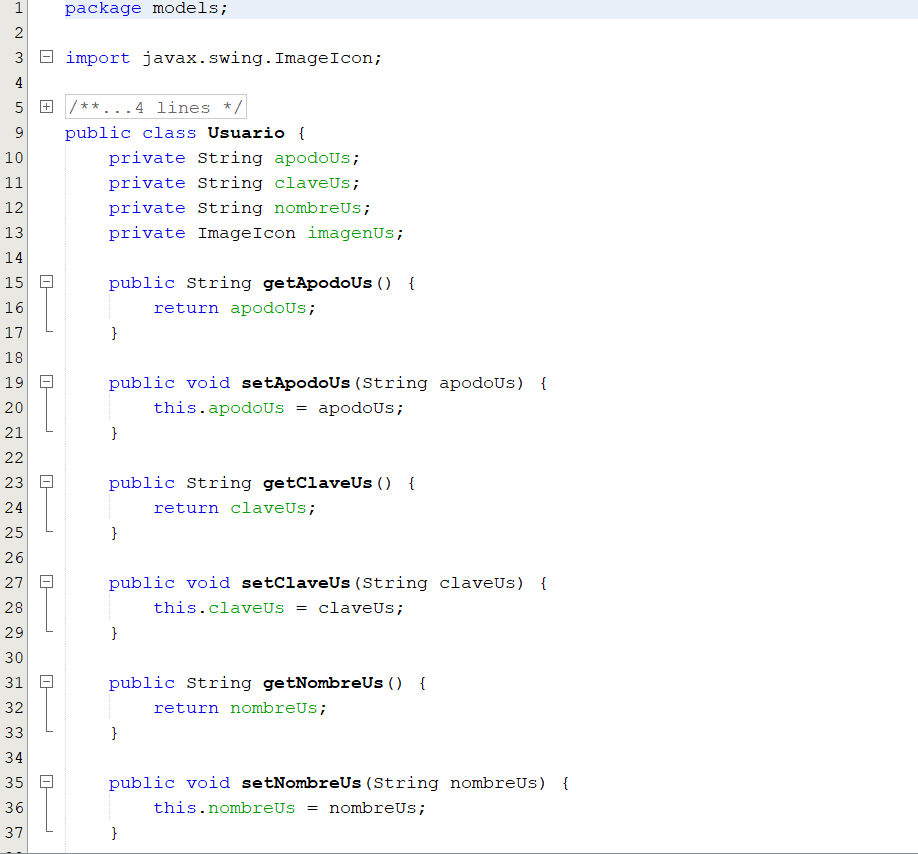 1 package models;
2
3 import javax.swing.ImageIcon;
4
5 /**...4 lines */
9 public class Usuario {
10 private String apodoUs;
11 private String claveUs;
12 private String nombreUs;
13 private ImageIcon imagenUs;
14
15 public String getApodoUs() {
16 return apodoUs;
17 }
18
19 public void setApodoUs(String apodoUs) {
20 this.apodoUs = apodoUs;
21 }
22
23 public String getClaveUs() {
24 return claveUs;
25 }
26
27 public void setClaveUs(String claveUs) {
28 this.claveUs = claveUs;
29 }
30
31 public String getNombreUs() {
32 return nombreUs;
33 }
34
35 public void setNombreUs(String nombreUs) {
36 this.nombreUs = nombreUs;
37 }